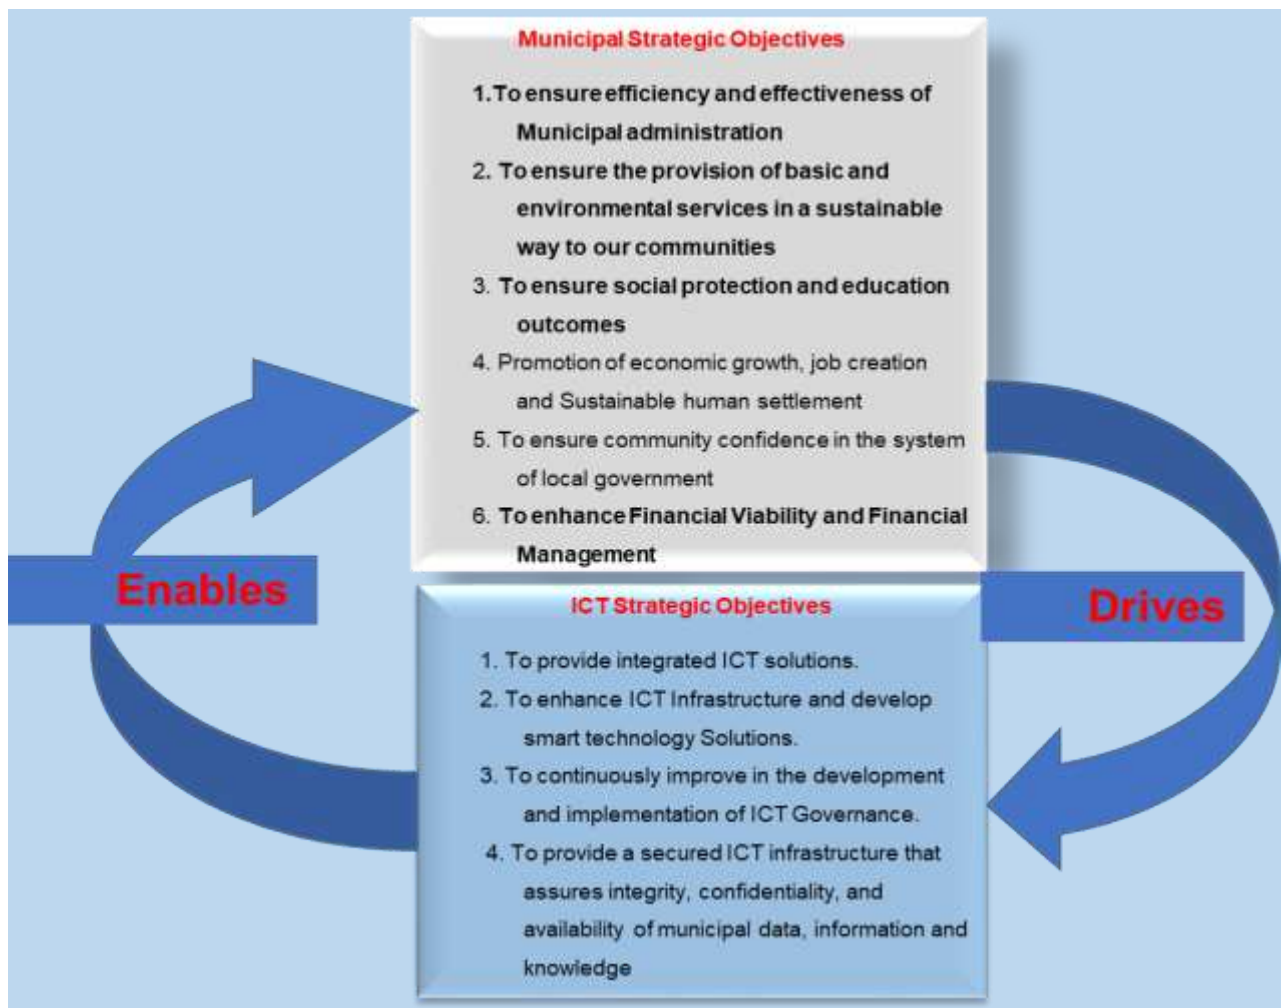 Municipal Strategic Objectives
1.To ensure efficiency and effectiveness of
Municipal administration
2. To ensure the provision of basic and
environmental services in a sustainable
way to our communities
3. To ensure social protection and education
outcomes
4. Promotion of economic growth, job creation
and Sustainable human settlement
5. To ensure community confidence in the system
of local government
6. To enhance Financial Viability and Financial
Management
Enables
Drives
ICT Strategic Objectives
1. To provide integrated ICT solutions.
2. To enhance ICT Infrastructure and develop
smart technology Solutions.
3. To continuously improve in the development
and implementation of ICT Governance.
4. To provide a secured ICT infrastructure that
assures integrity, confidentiality, and
availability of municipal data, information and
knowledge